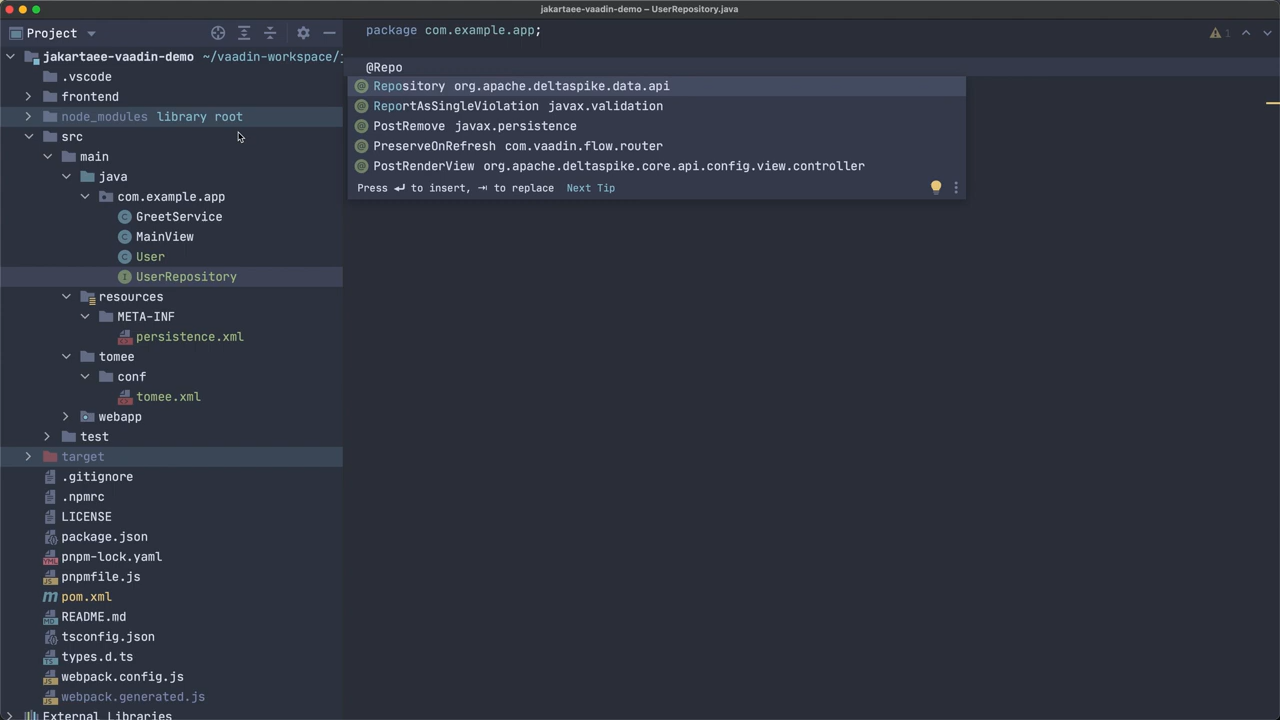 jakartaee-vaadin-demo – UserRepository.java
Project
jakartaee-vaadin-demo ~/vaadin-workspace/j
.vscode
frontend
node_modules library root
src
main
java
com.example.app
GreetService
MainView
User
UserRepository
resources
META-INF
persistence.xml
tomee
conf
tomee.xml
webapp
test
target
.gitignore
.npmrc
LICENSE
package.json
pnpm-lock.yaml
pnpmfile.js
pom.xml
README.md
tsconfig.json
types.d.ts
webpack.config.js
webpack.generated.js
External Libraries
package com.example.app;
1
@Repo
Repository org.apache.deltaspike.data.api
ReportAsSingleViolation javax.validation
PostRemove javax.persistence
PreserveOnRefresh com.vaadin.flow.router
PostRenderView org.apache.deltaspike.core.api.config.view.controller
Press ↵ to insert, ⇥ to replace Next Tip